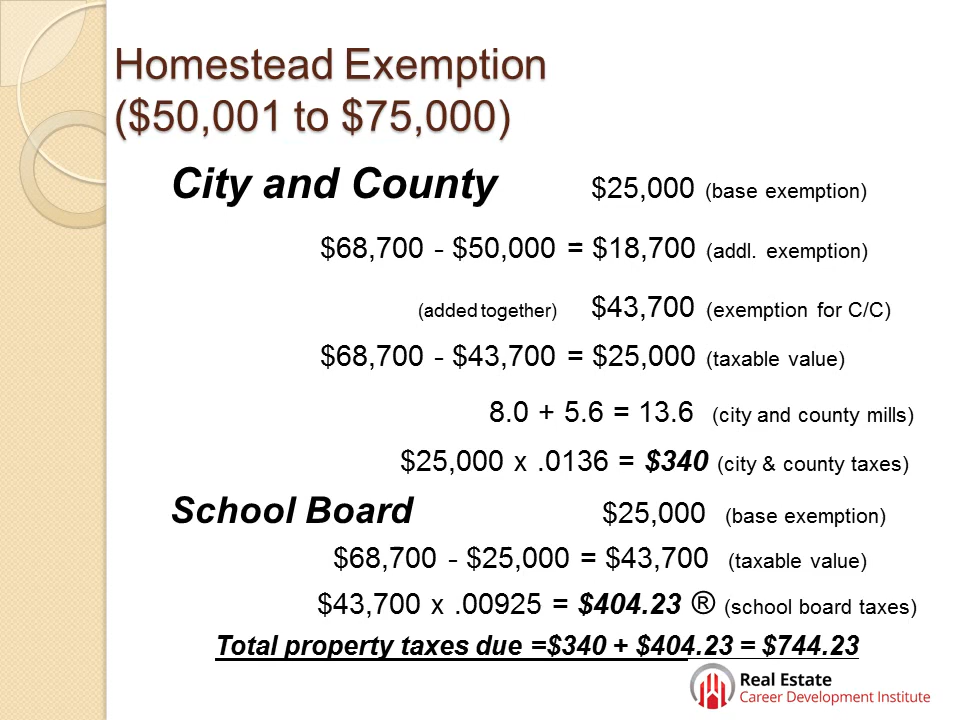 Homestead Exemption
($50,001 to $75,000)
City and County $25,000 (base exemption)
$68,700 - $50,000 = $18,700 (addl. exemption)
(added together) $43,700 (exemption for C/C)
$68,700 - $43,700 = $25,000 (taxable value)
8.0 + 5.6 = 13.6 (city and county mills)
$25,000 x .0136 = $340 (city & county taxes)
School Board $25,000 (base exemption)
$68,700 - $25,000 = $43,700 (taxable value)
$43,700 x .00925 = $404.23 ® (school board taxes)
Total property taxes due =$340 + $404.23 = $744.23
Real Estate
Career Development Institute